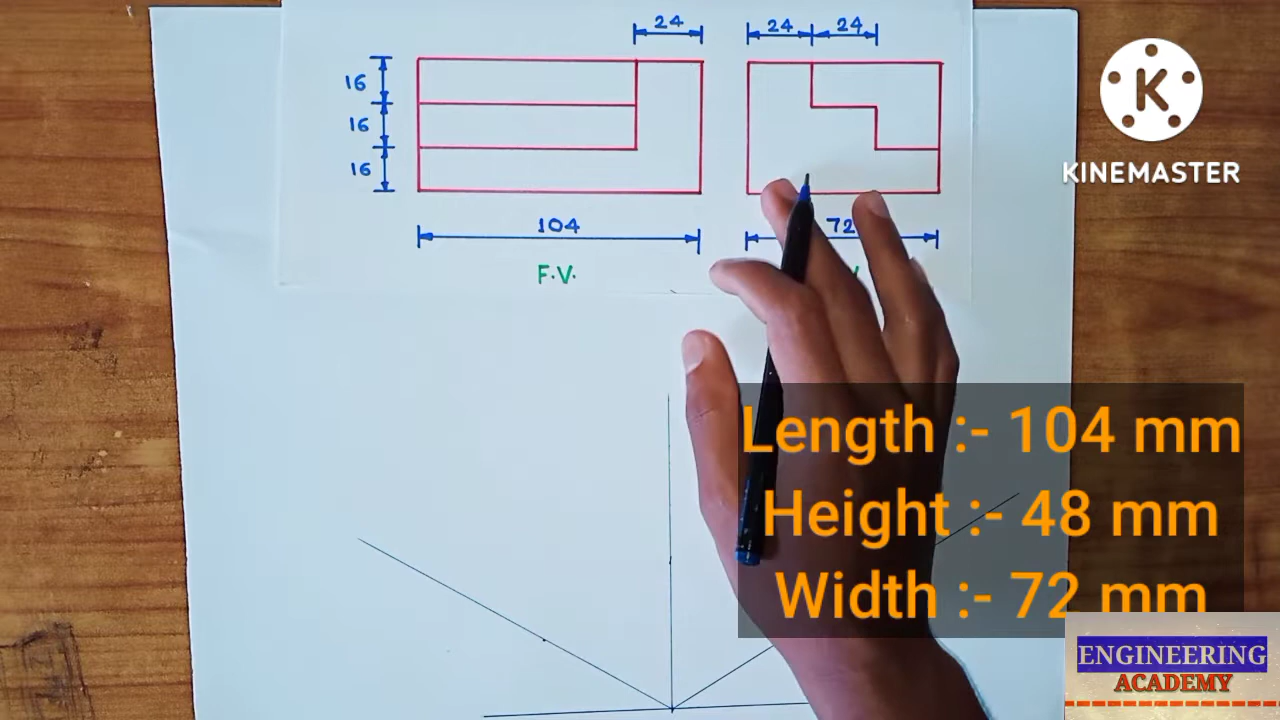 24
24 24
16
16
16
104
72
F.V.
K
KINEMASTER
Length :- 104 mm
Height :- 48 mm
Width :- 72 mm
ENGINEERING
ACADEMY